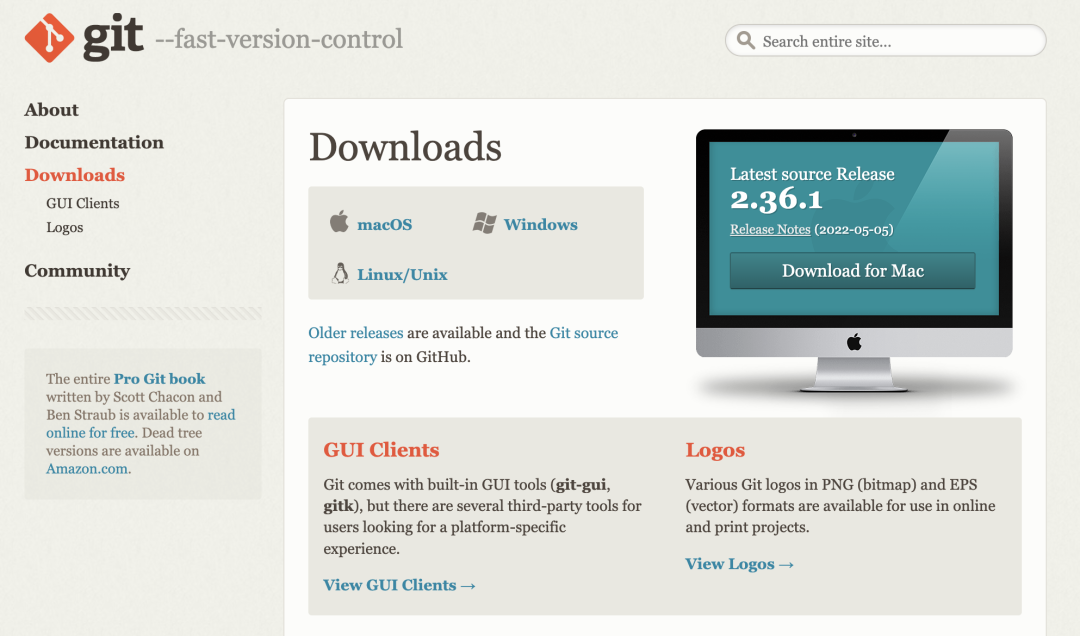 git --fast-version-control
Search entire site...
About
Documentation
Downloads
GUI Clients
Logos
Community
The entire Pro Git book
written by Scott Chacon and
Ben Straub is available to read
online for free. Dead tree
versions are available on
Amazon.com.
Downloads
macOS
Windows
Linux/Unix
Older releases are available and the Git source
repository is on GitHub.
Latest source Release
2.36.1
Release Notes (2022-05-05)
Download for Mac
GUI Clients
Git comes with built-in GUI tools (git-gui,
gitk), but there are several third-party tools for
users looking for a platform-specific
experience.
View GUI Clients →
Logos
Various Git logos in PNG (bitmap) and EPS
(vector) formats are available for use in online
and print projects.
View Logos →